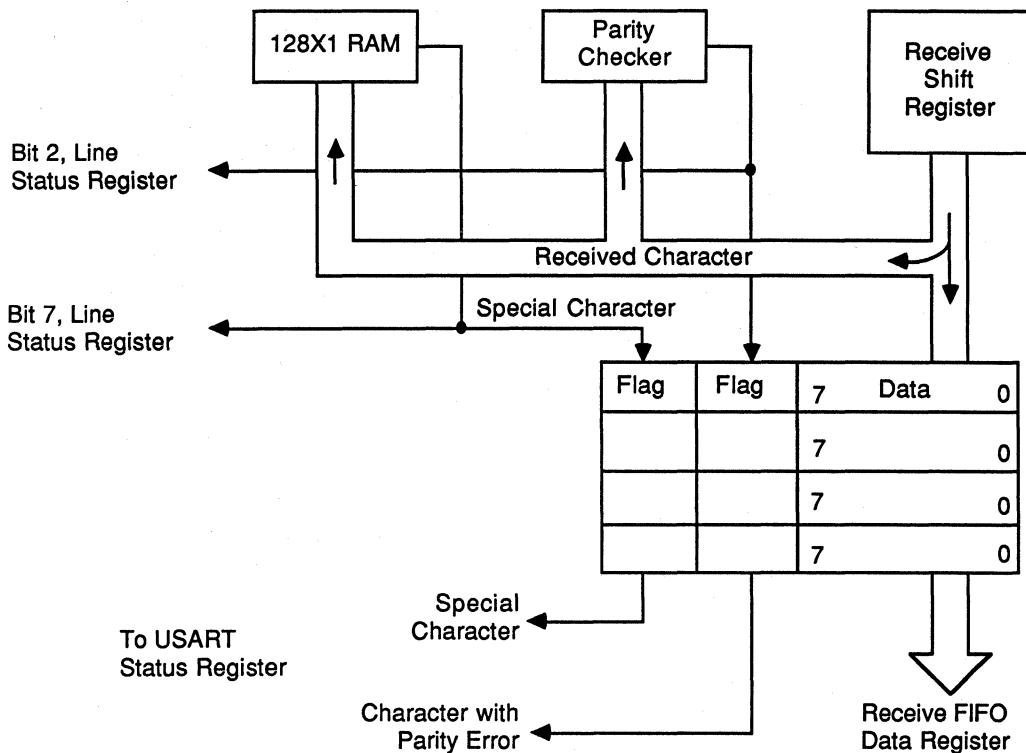 128X1 RAM
Parity
Checker
Receive
Shift
Register
Bit 2, Line
Status Register
Received Character
Bit 7, Line
Status Register
Special Character
Flag
Flag
7 Data 0
7 0
7 0
7 0
Special
Character
To USART
Status Register
Character with
Parity Error
Receive FIFO
Data Register